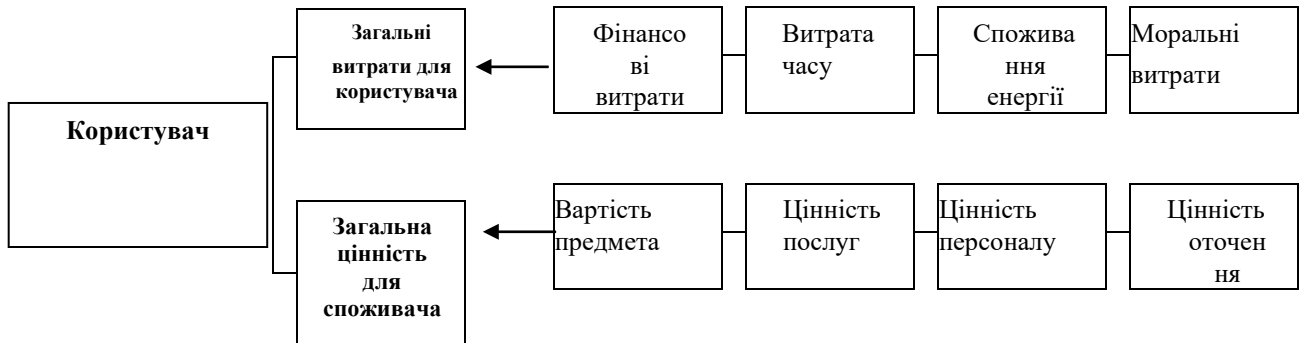 Користувач
Загальні
витрати для
користувача
Фінансо
ві
витрати
Витрата
часу
Спожива
ння
енергії
Моральні
витрати
Загальна
цінність
для
споживача
Вартість
предмета
Цінність
послуг
Цінність
персоналу
Цінність
оточен
ня